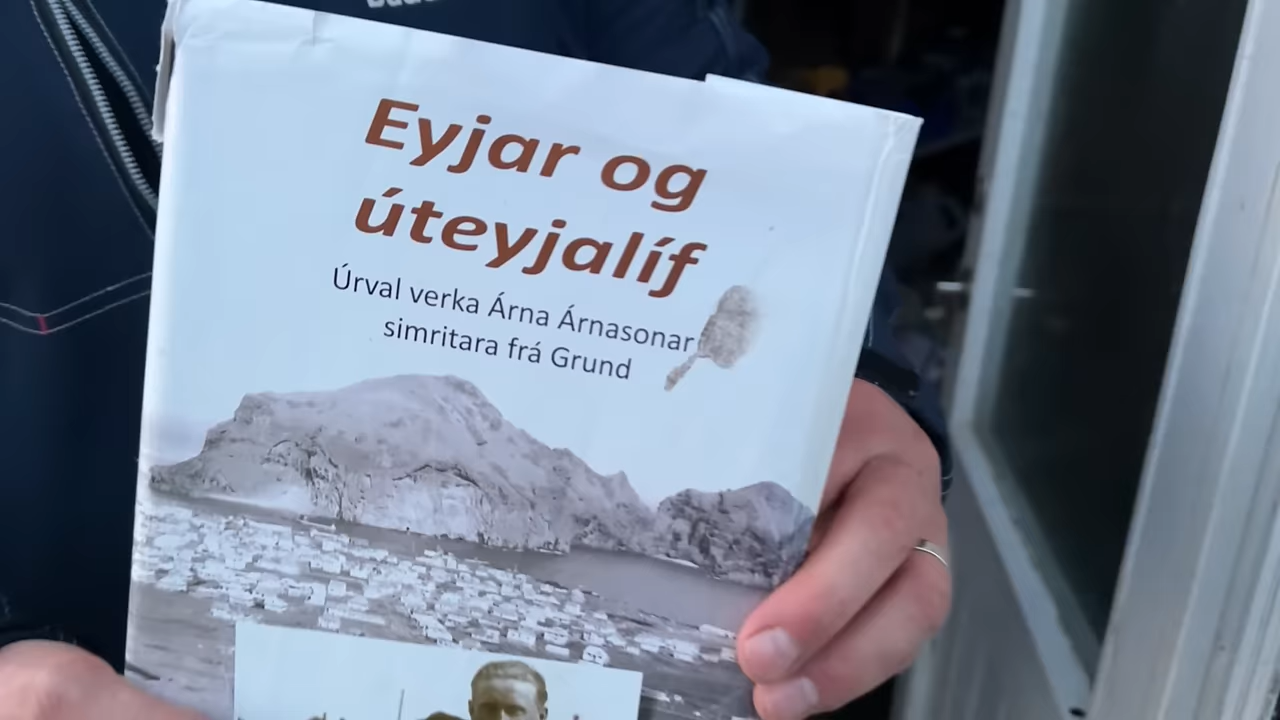 Eyjar og
úteyjalíf
Úrval verka Árna Árnasonar
simritara frá Grund